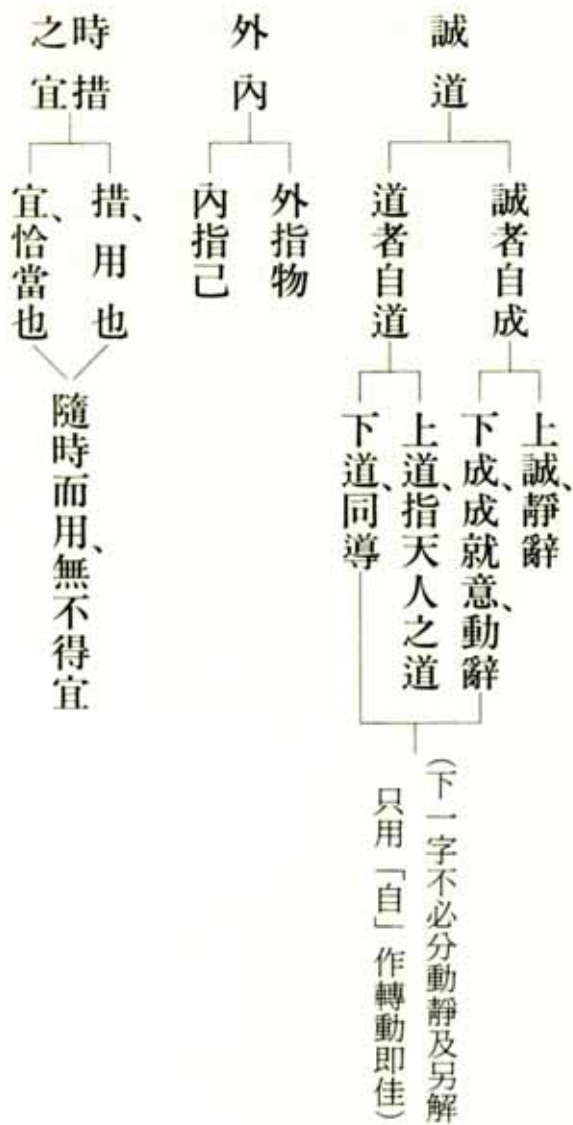 誠道
誠者自成
上誠、靜辭
下成、成就意、動辭
道者自道
上道、指天人之道
下道、同導
（下一字不必分動靜及另解
只用「自」作轉動即佳）
外內
外指物
內指己
時措
之宜
措、用也
宜、恰當也
隨時而用、無不得宜